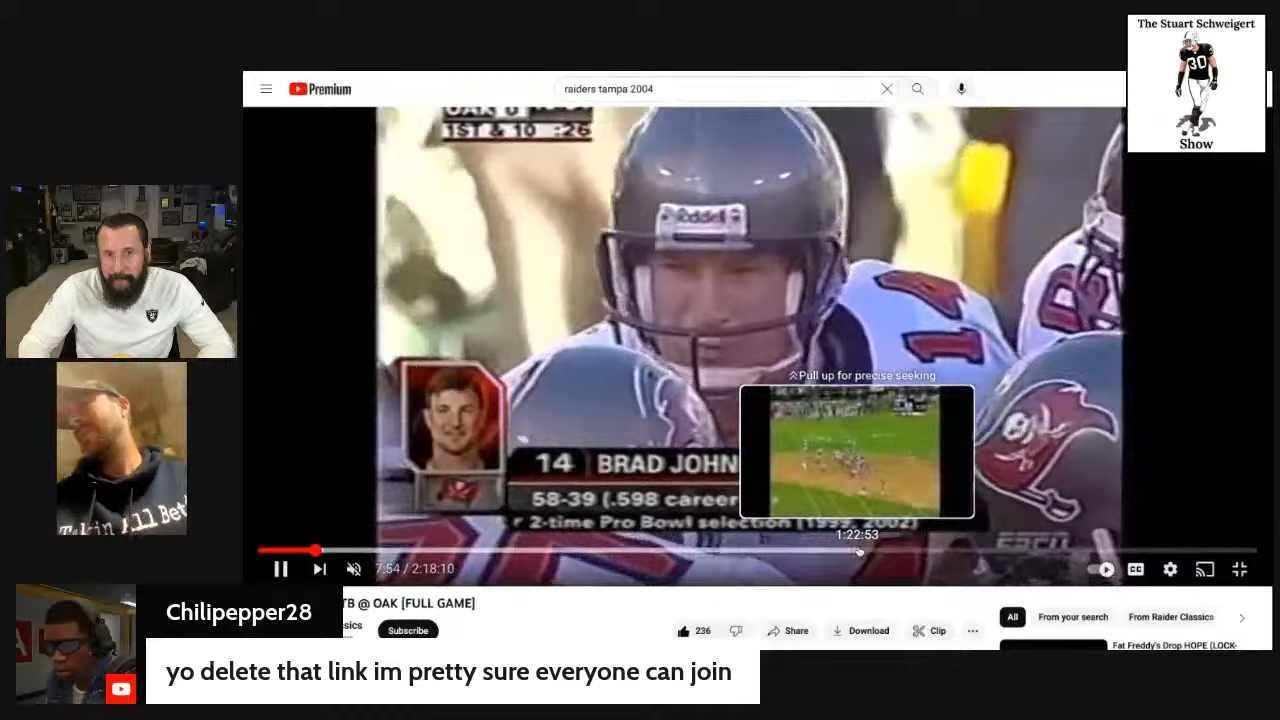 The Stuart Schweigert
30
Show
Premium
raiders tampa 2004
OAK
1ST & 10 :26
Riddell
14
Pull up for precise seeking
14 BRAD JOHN
58-39 (.598 career
2-time Pro Bowl selection (1999, 2002)
1:22:53
ESPN
7:54 / 2:18:10
CC
TB @ OAK [FULL GAME]
Subscribe
236
Share
Download
Clip
All
From your search
From Raider Classics
Fat Freddy's Drop HOPE (LOCK-
Chilipepper28
yo delete that link im pretty sure everyone can join